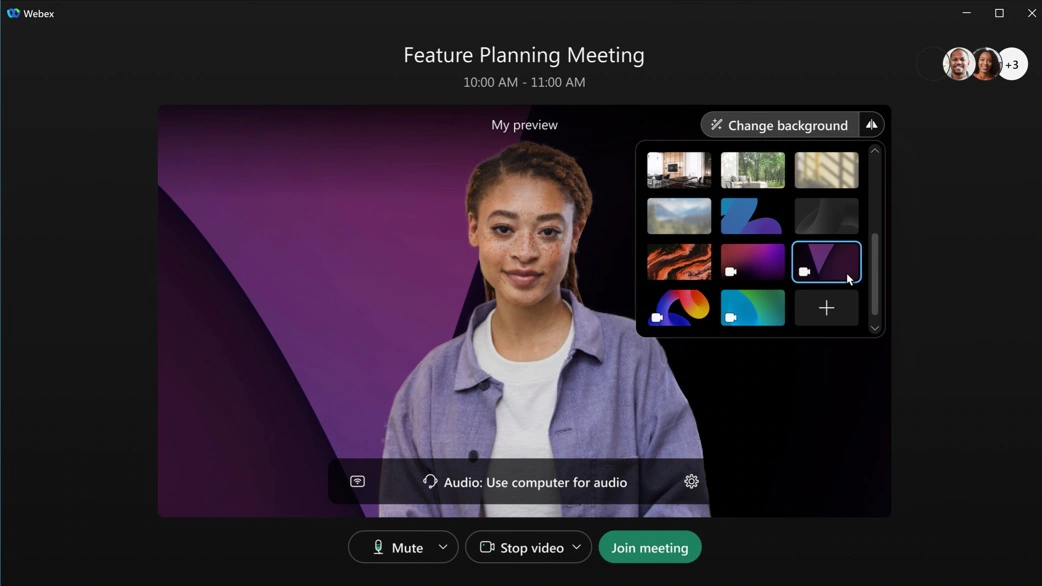 Webex
Feature Planning Meeting
10:00 AM - 11:00 AM
+3
My preview
Change background
Audio: Use computer for audio
Mute
Stop video
Join meeting